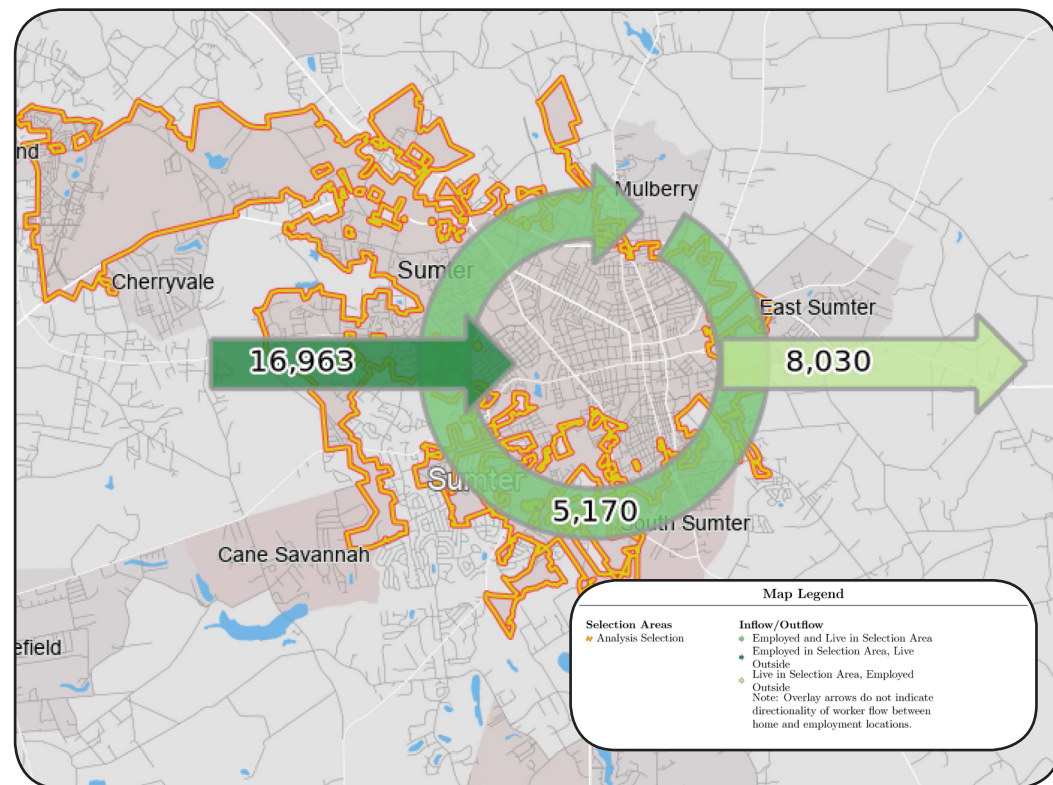 Mulberry
nd
Sumter
Cherryvale
East Sumter
16,963
8,030
Sumter
5,170
South Sumter
Cane Savannah
efield
Map Legend
Selection Areas
Analysis Selection
Inflow/Outflow
Employed and Live in Selection Area
Employed in Selection Area, Live
Outside
Live in Selection Area, Employed
Outside
Note: Overlay arrows do not indicate
directionality of worker flow between
home and employment locations.